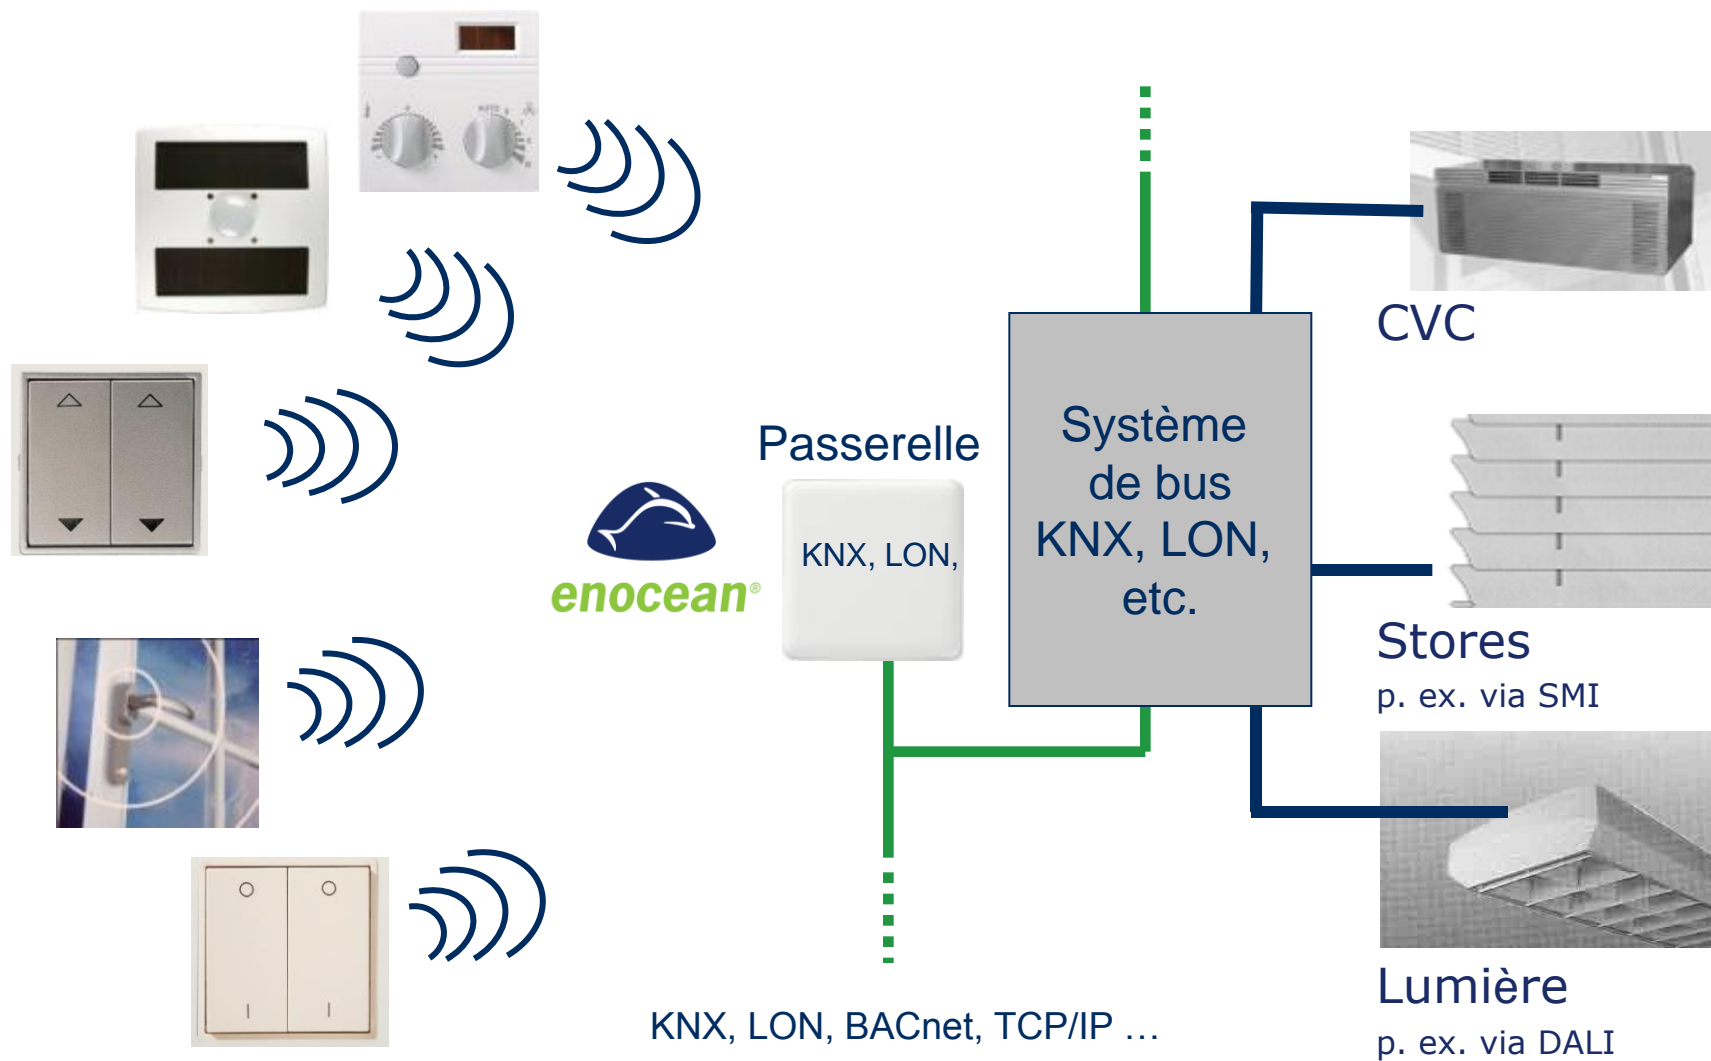 CVC
Passerelle
KNX, LON,
enocean®
Système
de bus
KNX, LON,
etc.
Stores
p. ex. via SMI
Lumière
p. ex. via DALI
KNX, LON, BACnet, TCP/IP …